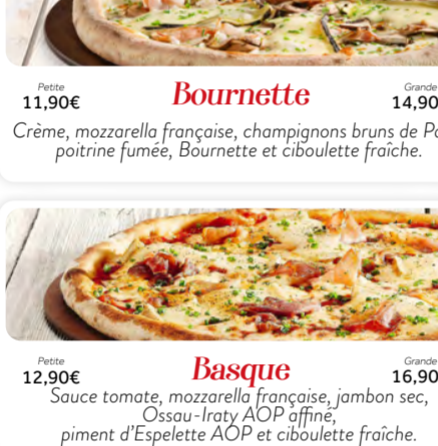 Petite
11,90€
Bournette
Grande
14,90
Crème, mozzarella française, champignons bruns de
poitrine fumée, Bournette et ciboulette fraîche.
Petite
12,90€
Basque
Grande
16,90
Sauce tomate, mozzarella française, jambon sec,
Ossau-Iraty AOP affiné,
piment d'Espelette AOP et ciboulette fraîche.